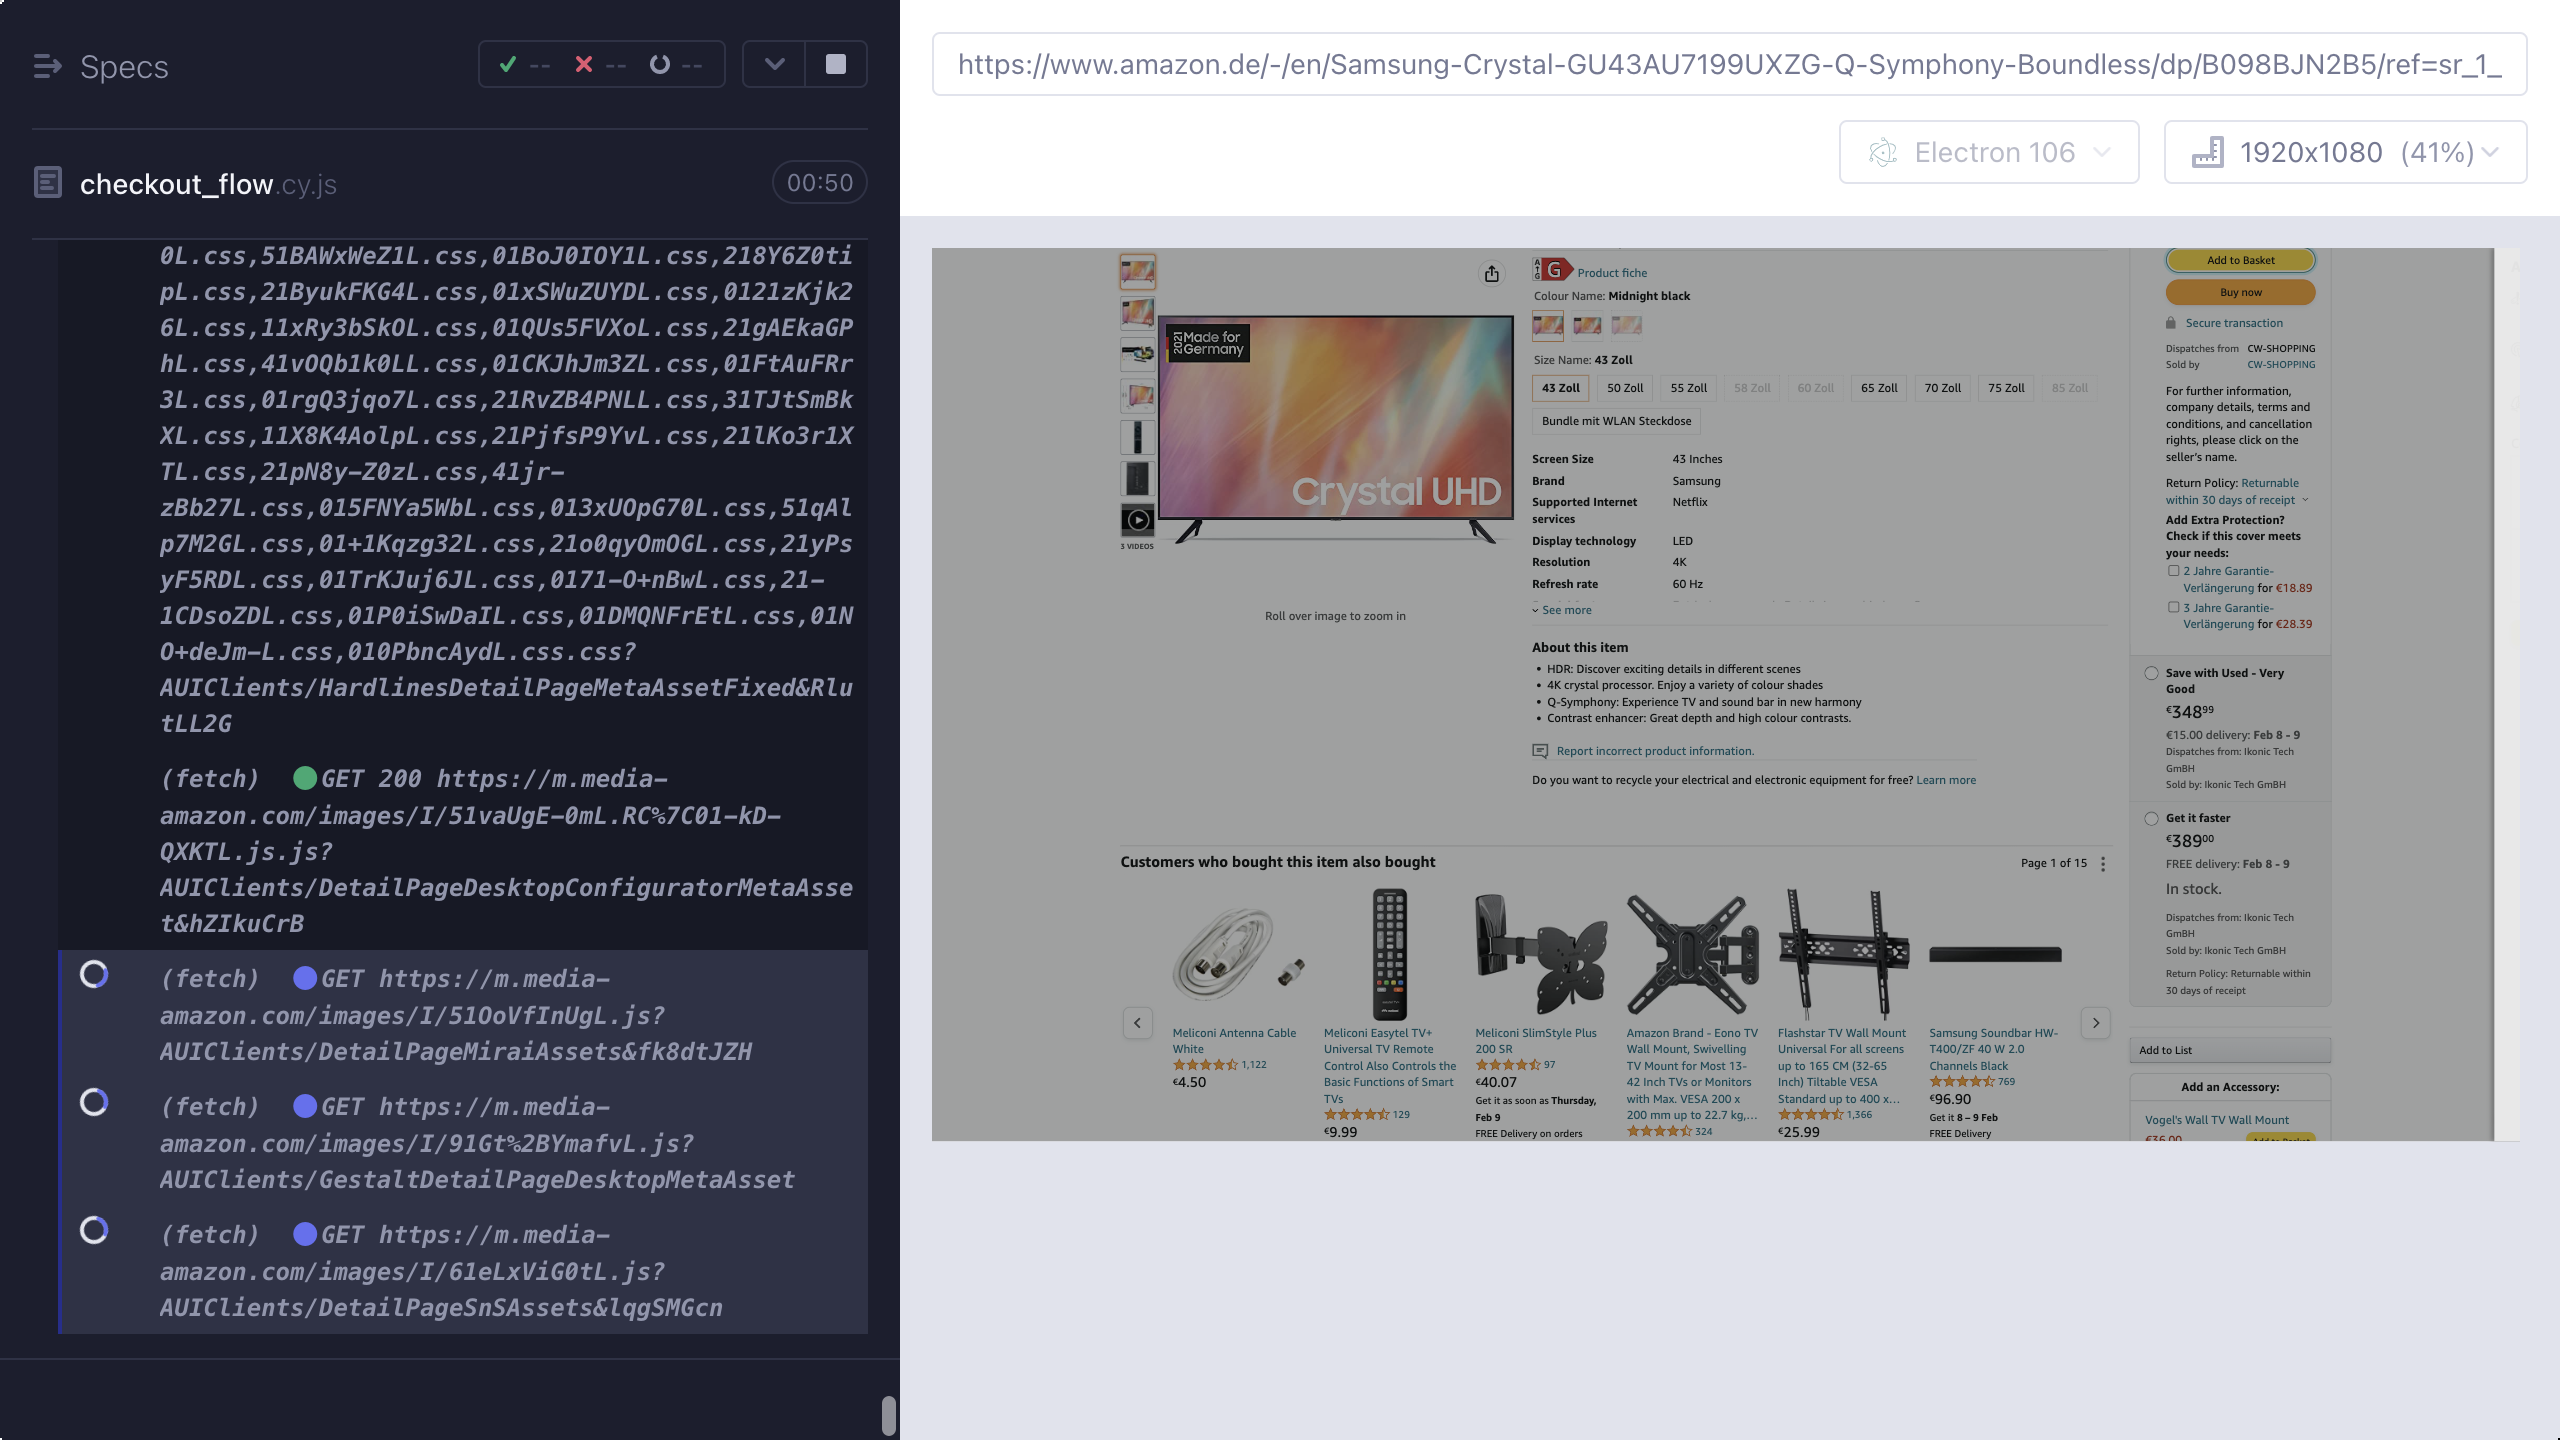 Specs
--
--
--
checkout_flow.cy.js
00:50
0L.css,51BAWxWeZ1L.css,01BoJ0IOY1L.css,218Y6Z0ti
pL.css,21ByukFKG4L.css,01xSWuZUYDL.css,0121zKjk2
6L.css,11xRy3bSkOL.css,01QUs5FVXoL.css,21gAEkaGP
hL.css,41vOQb1k0LL.css,01CKJhJm3ZL.css,01FtAuFRr
3L.css,01rgQ3jqo7L.css,21RvZB4PNLL.css,31TJtSmBk
XL.css,11X8K4AolpL.css,21PjfsP9YvL.css,21lKo3r1X
TL.css,21pN8y-Z0zL.css,41jr-
zBb27L.css,015FNYa5WbL.css,013xUOpG70L.css,51qAl
p7M2GL.css,01+1Kqzg32L.css,21o0qyOmOGL.css,21yPs
yF5RDL.css,01TrKJuj6JL.css,0171-O+nBwL.css,21-
1CDsoZDL.css,01P0iSwDaIL.css,01DMQNFrEtL.css,01N
O+deJm-L.css,010PbncAydL.css.css?
AUIClients/HardlinesDetailPageMetaAssetFixed&Rlu
tLL2G
(fetch) GET 200 https://m.media-
amazon.com/images/I/51vaUgE-0mL.RC%7C01-kD-
QXKTL.js.js?
AUIClients/DetailPageDesktopConfiguratorMetaAsse
t&hZIkuCrB
(fetch) GET https://m.media-
amazon.com/images/I/51OoVfInUgL.js?
AUIClients/DetailPageMiraiAssets&fk8dtJZH
(fetch) GET https://m.media-
amazon.com/images/I/91Gt%2BYmafvL.js?
AUIClients/GestaltDetailPageDesktopMetaAsset
(fetch) GET https://m.media-
amazon.com/images/I/61eLxViG0tL.js?
AUIClients/DetailPageSnSAssets&lqgSMGcn
https://www.amazon.de/-/en/Samsung-Crystal-GU43AU7199UXZG-Q-Symphony-Boundless/dp/B098BJN2B5/ref=sr_1_
Electron 106
1920x1080 (41%)
3 VIDEOS
2021 Made for
Germany
Crystal UHD
Roll over image to zoom in
A
G
G Product fiche
Colour Name: Midnight black
Size Name: 43 Zoll
43 Zoll
50 Zoll
55 Zoll
58 Zoll
60 Zoll
65 Zoll
70 Zoll
75 Zoll
85 Zoll
Bundle mit WLAN Steckdose
Screen Size 43 Inches
Brand Samsung
Supported Internet Netflix
services
Display technology LED
Resolution 4K
Refresh rate 60 Hz
See more
About this item
• HDR: Discover exciting details in different scenes
• 4K crystal processor. Enjoy a variety of colour shades
• Q-Symphony: Experience TV and sound bar in new harmony
• Contrast enhancer: Great depth and high colour contrasts.
Report incorrect product information.
Do you want to recycle your electrical and electronic equipment for free? Learn more
Add to Basket
Buy now
Secure transaction
Dispatches from CW-SHOPPING
Sold by CW-SHOPPING
For further information,
company details, terms and
conditions, and cancellation
rights, please click on the
seller's name.
Return Policy: Returnable
within 30 days of receipt
Add Extra Protection?
Check if this cover meets
your needs:
2 Jahre Garantie-
Verlängerung for €18.89
3 Jahre Garantie-
Verlängerung for €28.39
Save with Used - Very
Good
€348⁹⁹
€15.00 delivery: Feb 8 - 9
Dispatches from: Ikonic Tech
GmBH
Sold by: Ikonic Tech GmBH
Get it faster
€389⁰⁰
FREE delivery: Feb 8 - 9
In stock.
Dispatches from: Ikonic Tech
GmBH
Sold by: Ikonic Tech GmBH
Return Policy: Returnable within
30 days of receipt
Add to List
Add an Accessory:
Vogel's Wall TV Wall Mount
€36.00
Add to Basket
Customers who bought this item also bought
Page 1 of 15
Meliconi Antenna Cable
White
1,122
€4.50
Meliconi Easytel TV+
Universal TV Remote
Control Also Controls the
Basic Functions of Smart
TVs
129
€9.99
Meliconi SlimStyle Plus
200 SR
97
€40.07
Get it as soon as Thursday,
Feb 9
FREE Delivery on orders
Amazon Brand - Eono TV
Wall Mount, Swivelling
TV Mount for Most 13-
42 Inch TVs or Monitors
with Max. VESA 200 x
200 mm up to 22.7 kg,...
324
Flashstar TV Wall Mount
Universal For all screens
up to 165 CM (32-65
Inch) Tiltable VESA
Standard up to 400 x...
1,366
€25.99
Samsung Soundbar HW-
T400/ZF 40 W 2.0
Channels Black
769
€96.90
Get it 8 – 9 Feb
FREE Delivery